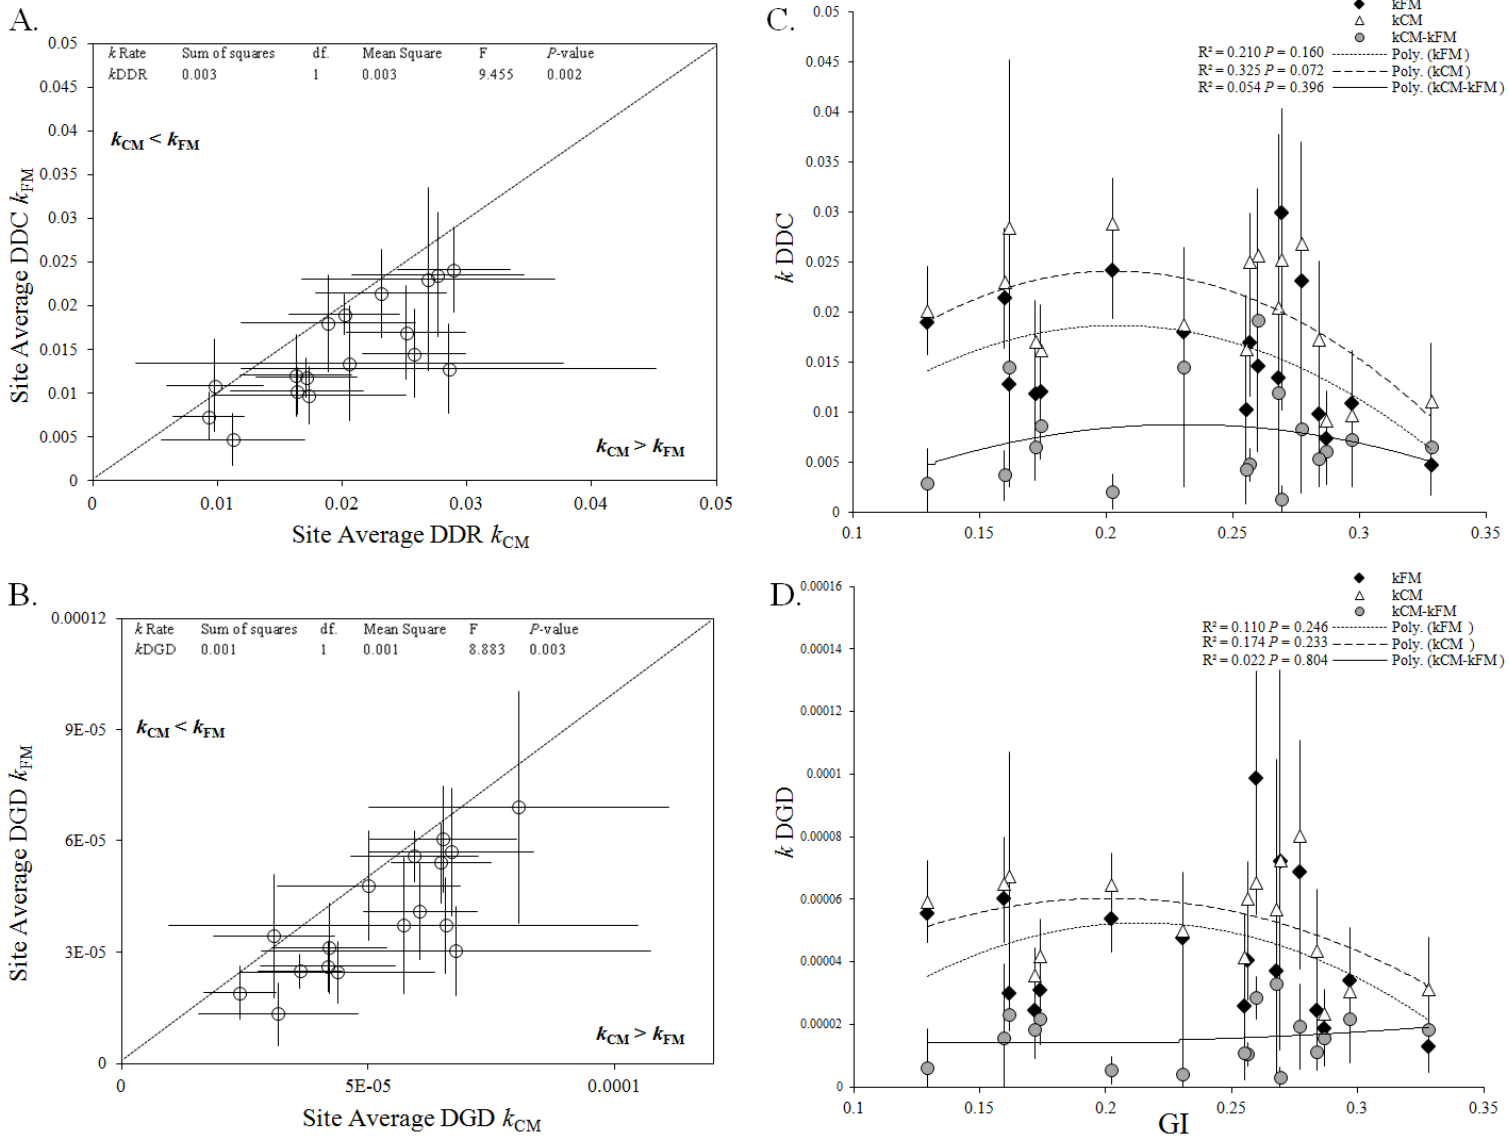 A.
k Rate Sum of squares df. Mean Square F P-value
kDDR 0.003 1 0.003 9.455 0.002
kCM < kFM
kCM > kFM
0.05
0.045
0.04
0.035
0.03
0.025
0.02
0.015
0.01
0.005
0
0 0.01 0.02 0.03 0.04 0.05
Site Average DDC kFM
Site Average DDR kCM
B.
k Rate Sum of squares df. Mean Square F P-value
kDGD 0.001 1 0.001 8.883 0.003
kCM < kFM
kCM > kFM
0.00012
9E-05
6E-05
3E-05
0
0 5E-05 0.0001
Site Average DGD kFM
Site Average DGD kCM
C.
kFM
kCM
kCM-kFM
R² = 0.210 P = 0.160 Poly. (kFM)
R² = 0.325 P = 0.072 Poly. (kCM)
R² = 0.054 P = 0.396 Poly. (kCM-kFM)
0.05
0.045
0.04
0.035
0.03
0.025
0.02
0.015
0.01
0.005
0
0.1 0.15 0.2 0.25 0.3 0.35
k DDC
D.
kFM
kCM
kCM-kFM
R² = 0.110 P = 0.246 Poly. (kFM )
R² = 0.174 P = 0.233 Poly. (kCM )
R² = 0.022 P = 0.804 Poly. (kCM-kFM)
0.00016
0.00014
0.00012
0.0001
0.00008
0.00006
0.00004
0.00002
0
0.1 0.15 0.2 0.25 0.3 0.35
k DGD
GI